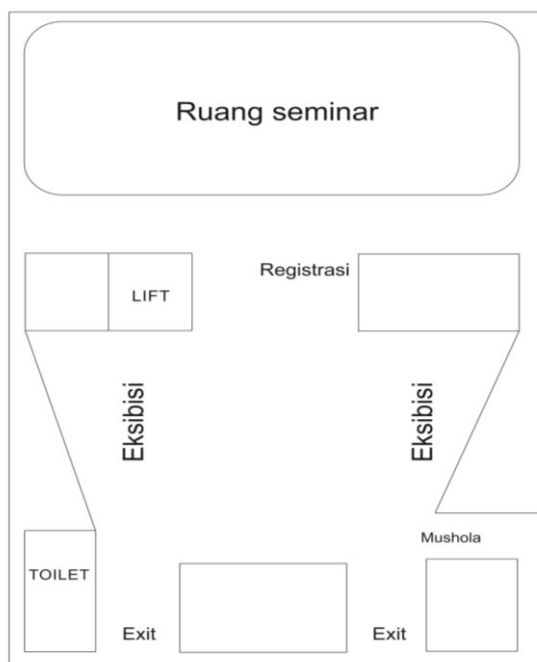 Ruang seminar
Registrasi
LIFT
Eksibisi
Eksibisi
Mushola
TOILET
Exit
Exit